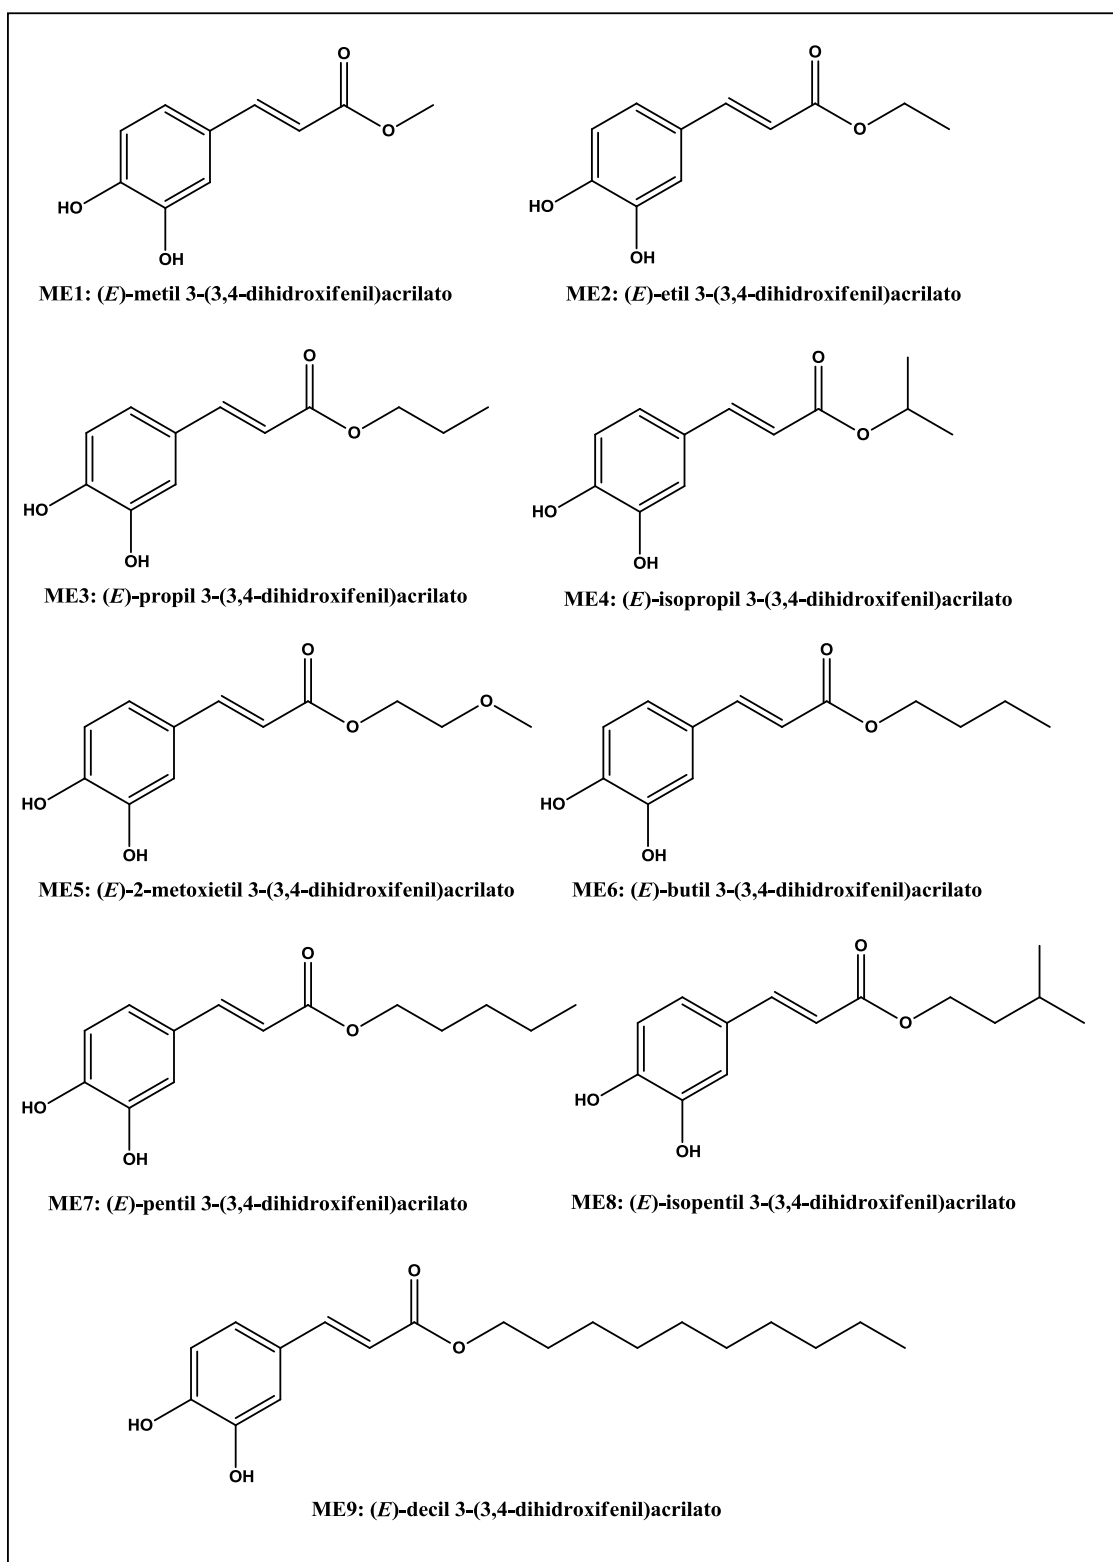 O
O
HO
OH
ME1: (E)-metil 3-(3,4-dihidroxifenil)acrilato
O
O
HO
OH
ME2: (E)-etil 3-(3,4-dihidroxifenil)acrilato
O
O
HO
OH
ME3: (E)-propil 3-(3,4-dihidroxifenil)acrilato
O
O
HO
OH
ME4: (E)-isopropil 3-(3,4-dihidroxifenil)acrilato
O
O
O
HO
OH
ME5: (E)-2-metoxietil 3-(3,4-dihidroxifenil)acrilato
O
O
HO
OH
ME6: (E)-butil 3-(3,4-dihidroxifenil)acrilato
O
O
HO
OH
ME7: (E)-pentil 3-(3,4-dihidroxifenil)acrilato
O
O
HO
OH
ME8: (E)-isopentil 3-(3,4-dihidroxifenil)acrilato
O
O
HO
OH
ME9: (E)-decil 3-(3,4-dihidroxifenil)acrilato